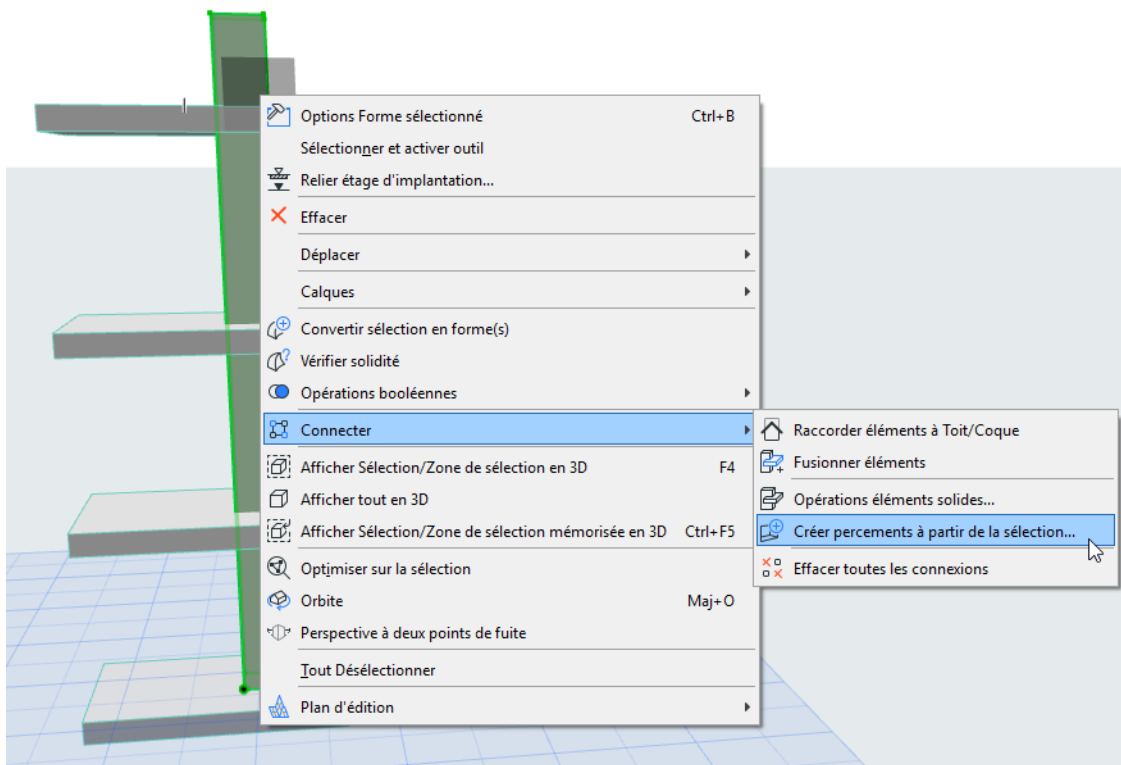 Options Forme sélectionné Ctrl+B
Sélectionner et activer outil
Relier étage d'implantation...
Effacer
Déplacer
Calques
Convertir sélection en forme(s)
Vérifier solidité
Opérations booléennes
Connecter
Afficher Sélection/Zone de sélection en 3D F4
Afficher tout en 3D
Afficher Sélection/Zone de sélection mémorisée en 3D Ctrl+F5
Optimiser sur la sélection
Orbite Maj+O
Perspective à deux points de fuite
Tout Désélectionner
Plan d'édition
Raccorder éléments à Toit/Coque
Fusionner éléments
Opérations éléments solides...
Créer percements à partir de la sélection...
Effacer toutes les connexions